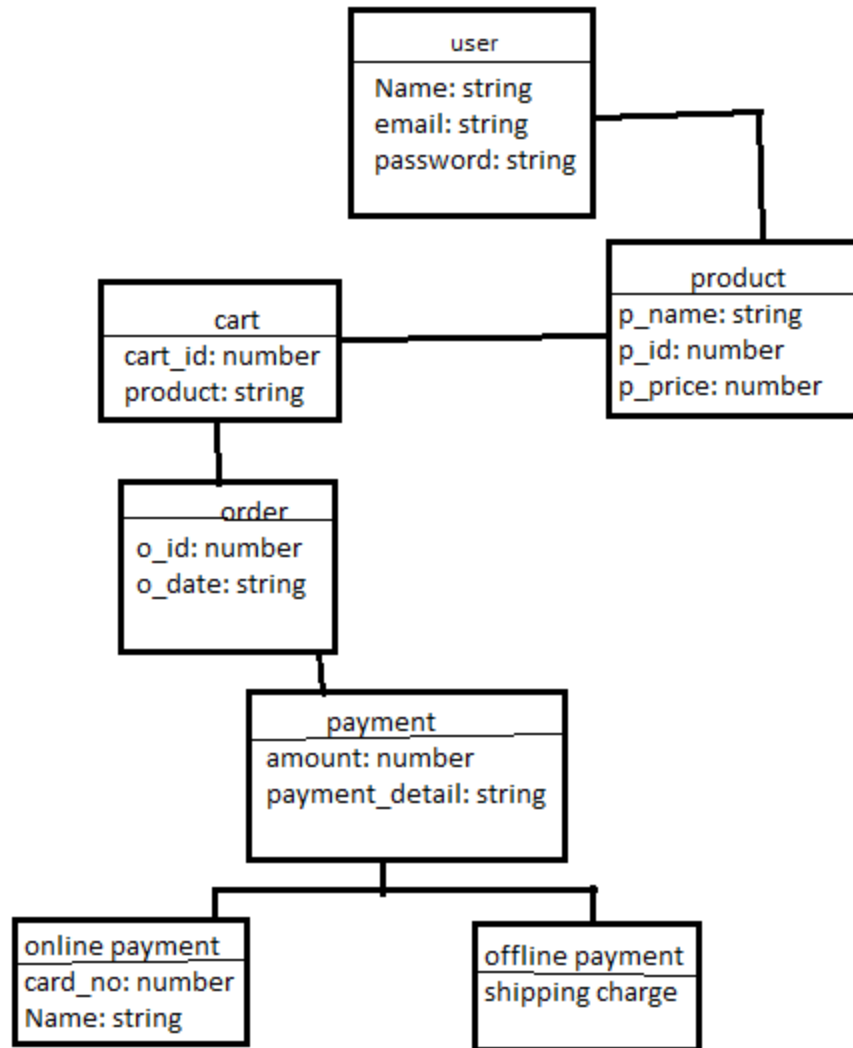 user
Name: string
email: string
password: string
product
p_name: string
p_id: number
p_price: number
cart
cart_id: number
product: string
order
o_id: number
o_date: string
payment
amount: number
payment_detail: string
online payment
card_no: number
Name: string
offline payment
shipping charge